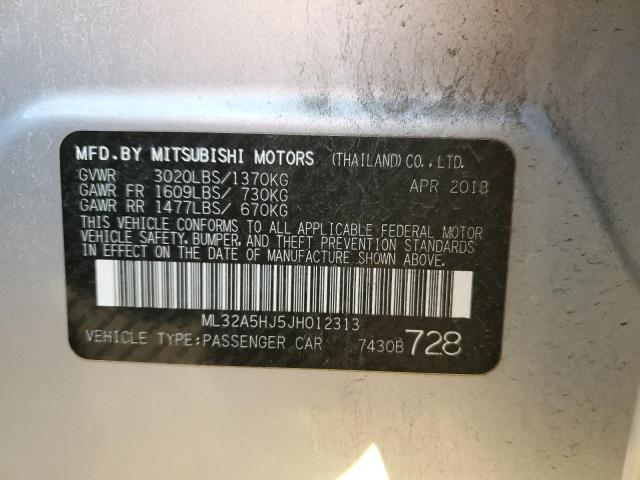 MFD.BY MITSUBISHI MOTORS (THAILAND)CO.,LTD.
GVWR 3020LBS/1370KG APR 2018
GAWR FR 1609LBS/ 730KG
GAWR RR 1477LBS/ 670KG
THIS VEHICLE CONFORMS TO ALL APPLICABLE FEDERAL MOTOR
VEHICLE SAFETY, BUMPER, AND THEFT PREVENTION STANDARDS
IN EFFECT ON THE DATE OF MANUFACTURE SHOWN ABOVE.
ML32A5HJ5JH012313
VEHICLE TYPE:PASSENGER CAR 7430B 728